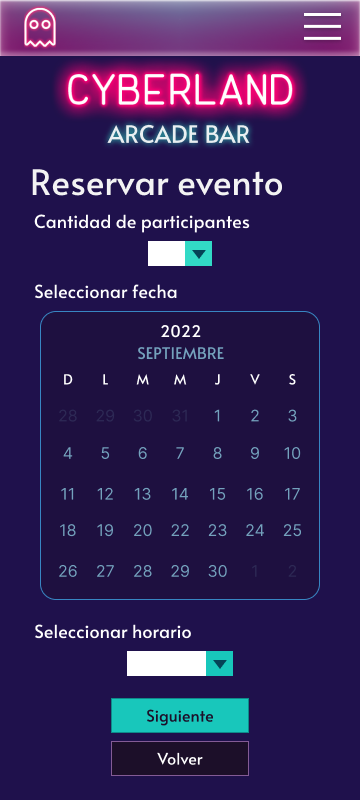 CYBERLAND
ARCADE BAR
Reservar evento
Cantidad de participantes
Seleccionar fecha
2022
SEPTIEMBRE
D L M M J V S
28 29 30 31 1 2 3
4 5 6 7 8 9 10
11 12 13 14 15 16 17
18 19 20 22 23 24 25
26 27 28 29 30 1 2
Seleccionar horario
Siguiente
Volver